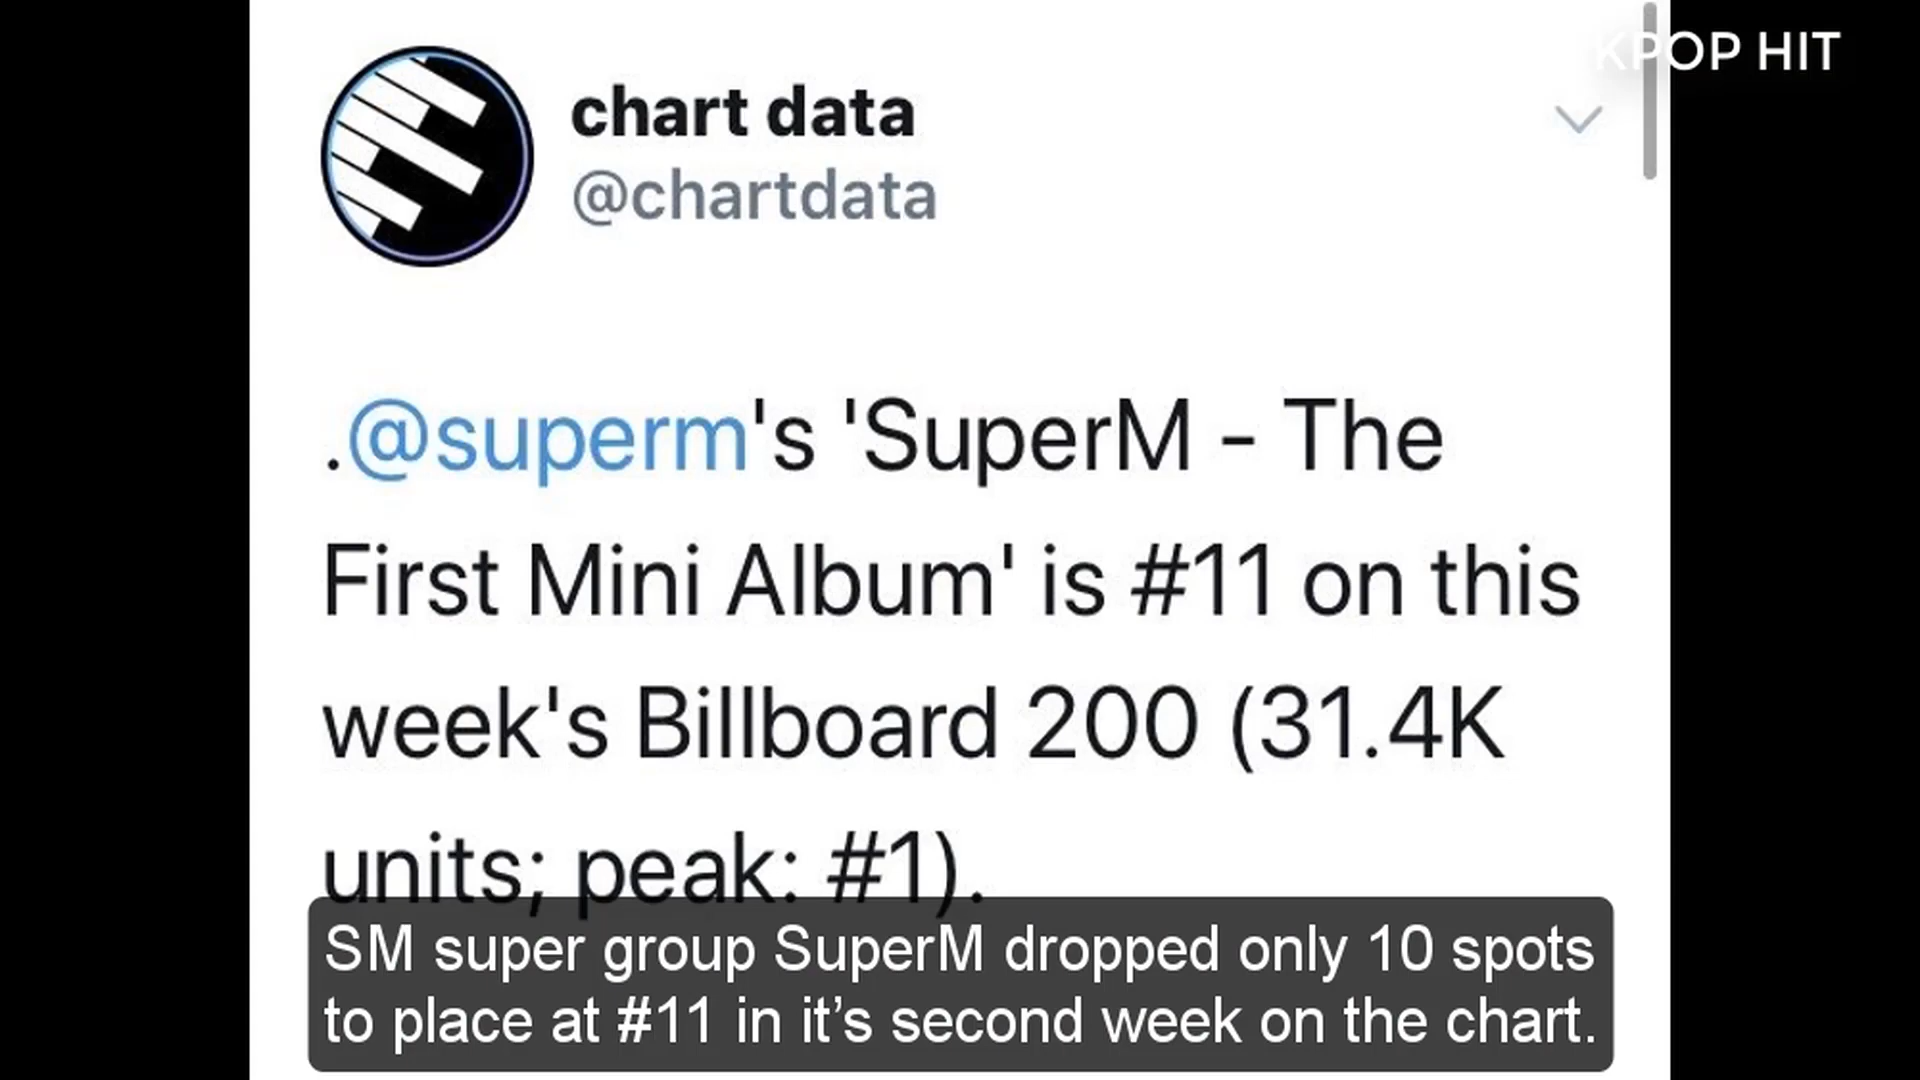 KPOP HIT
chart data
@chartdata
.@superm's 'SuperM - The
First Mini Album' is #11 on this
week's Billboard 200 (31.4K
units; peak: #1).
SM super group SuperM dropped only 10 spots
to place at #11 in it’s second week on the chart.